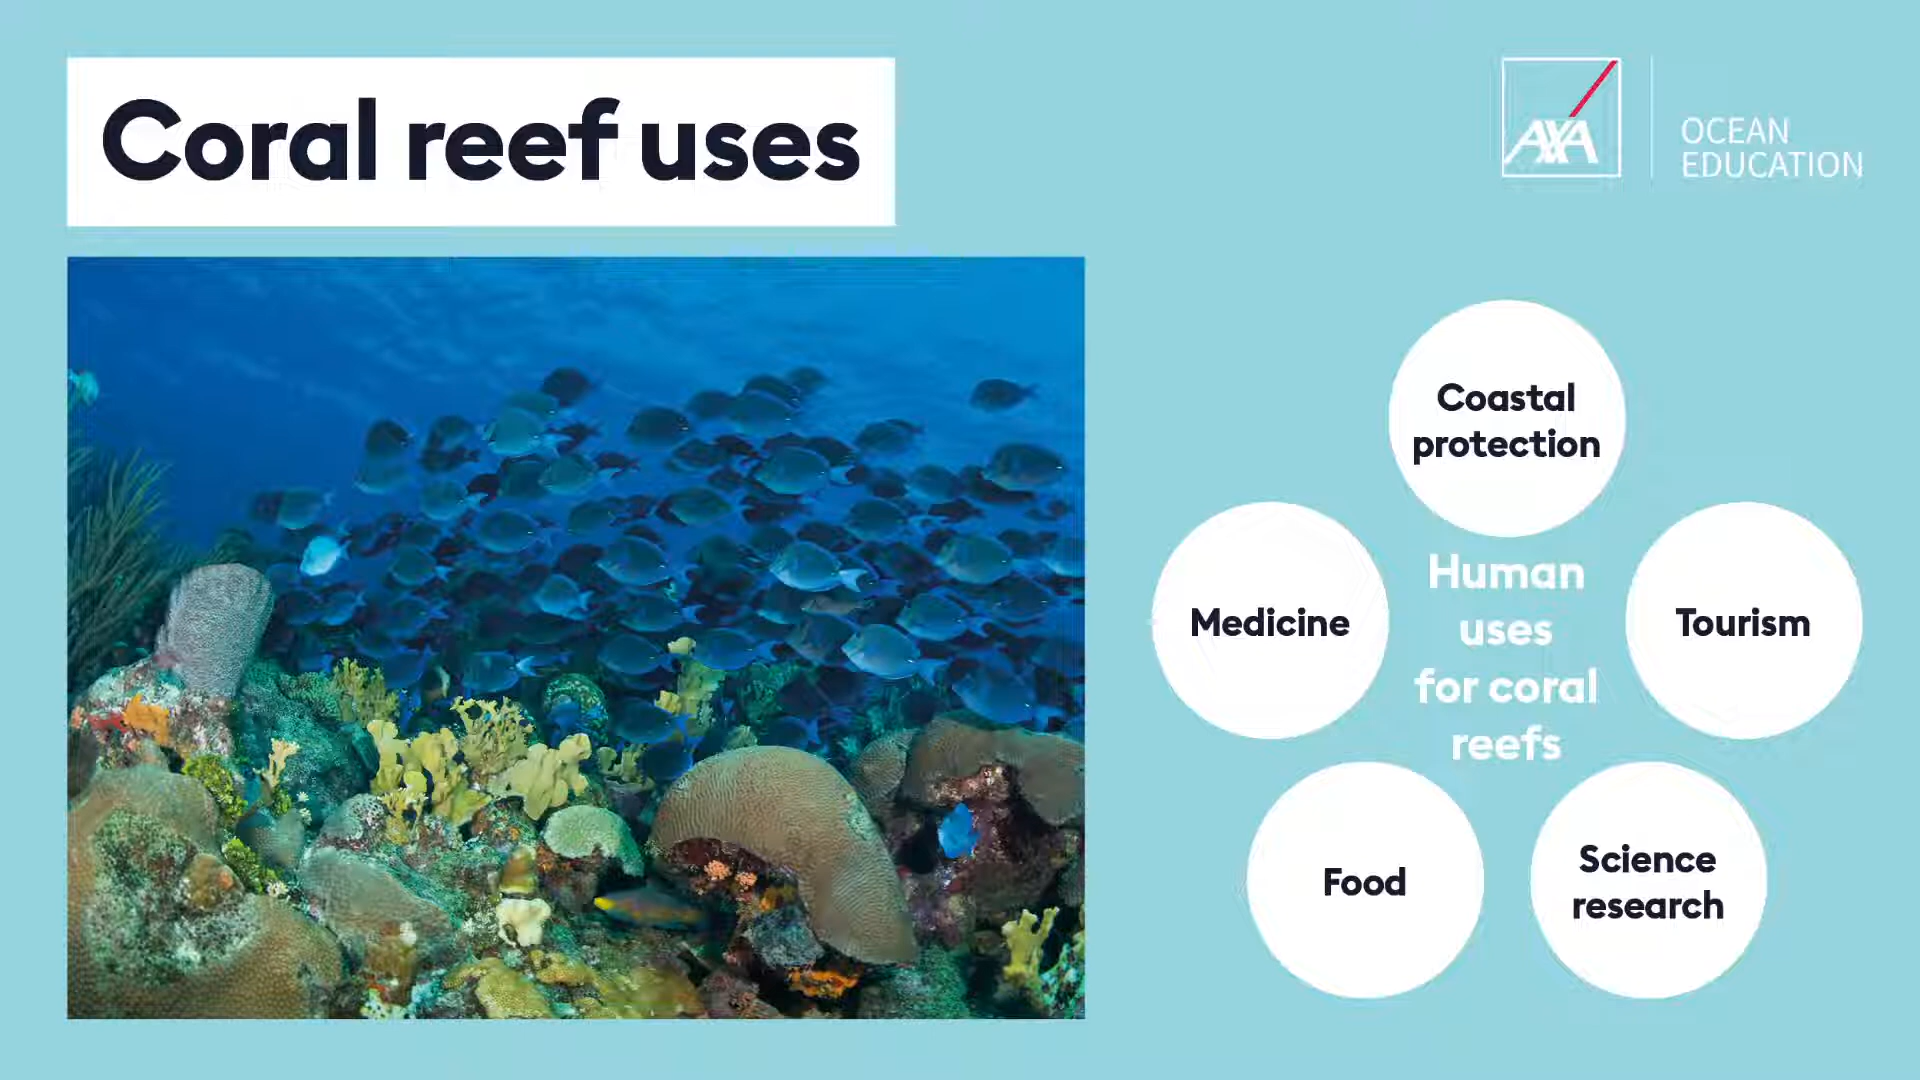 Coral reef uses
AXA
OCEAN
EDUCATION
Coastal
protection
Medicine
Human
uses
for coral
reefs
Tourism
Food
Science
research